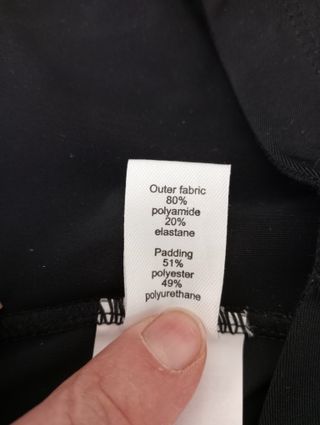 Outer fabric
80%
polyamide
20%
elastane
Padding
51%
polyester
49%
polyurethane